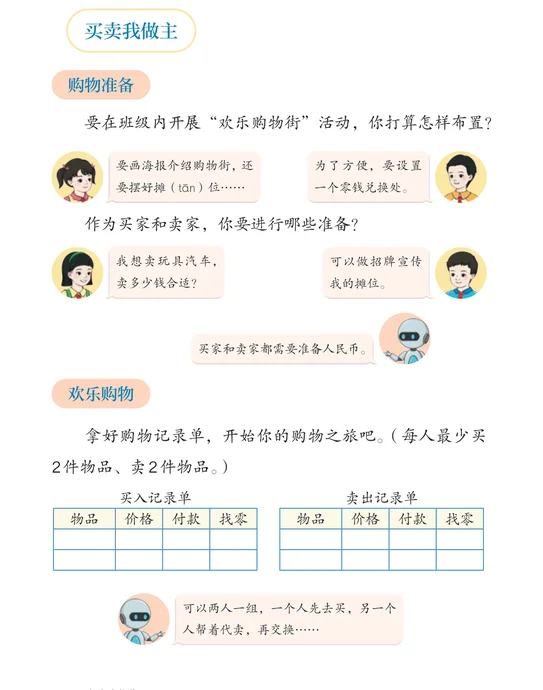 买卖我做主
购物准备
要在班级内开展“欢乐购物街”活动，你打算怎样布置？
要画海报介绍购物街，还
要摆好摊（tān）位……
为了方便，要设置
一个零钱兑换处。
作为买家和卖家，你要进行哪些准备？
我想卖玩具汽车，
卖多少钱合适？
可以做招牌宣传
我的摊位。
买家和卖家都需要准备人民币。
欢乐购物
拿好购物记录单，开始你的购物之旅吧。（每人最少买
2件物品、卖2件物品。）
买入记录单
物品 价格 付款 找零
卖出记录单
物品 价格 付款 找零
可以两人一组，一个人先去买，另一个
人帮着代卖，再交换……